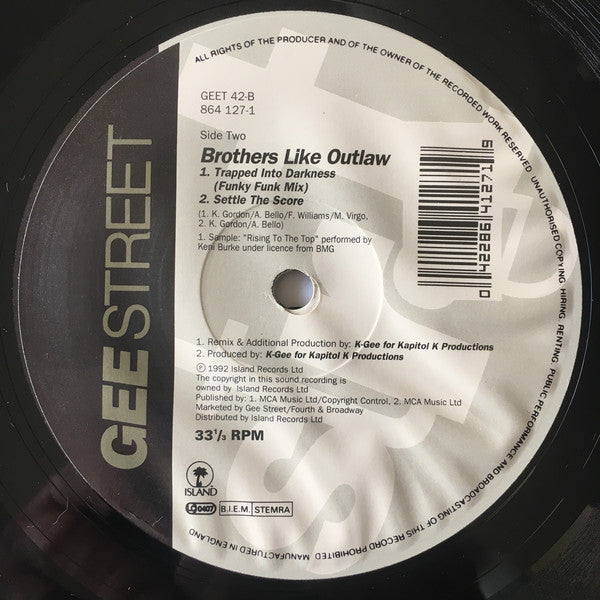 ALL RIGHTS OF THE PRODUCER AND OF THE OWNER OF THE RECORDED WORK RESERVED. UNAUTHORISED COPYING, HIRING, RENTING, PUBLIC PERFORMANCE AND BROADCASTING OF THIS RECORD PROHIBITED. MANUFACTURED IN ENGLAND
GEE STREET
GEET 42-B
864 127-1
Side Two
Brothers Like Outlaw
1. Trapped Into Darkness
(Funky Funk Mix)
2. Settle The Score
(1. K. Gordon/A. Bello/F. Williams/M. Virgo,
2. K. Gordon/A. Bello)
1. Sample: "Rising To The Top" performed by
Keni Burke under licence from BMG
0 42286 41271 9
1. Remix & Additional Production by: K-Gee for Kapitol K Productions
2. Produced by: K-Gee for Kapitol K Productions
℗ 1992 Island Records Ltd
The copyright in this sound recording is
owned by Island Records Ltd
Published by: 1. MCA Music Ltd/Copyright Control, 2. MCA Music Ltd
Marketed by Gee Street/Fourth & Broadway
Distributed by Island Records Ltd
33⅓ RPM
ISLAND
LC 0407 B.I.E.M. STEMRA